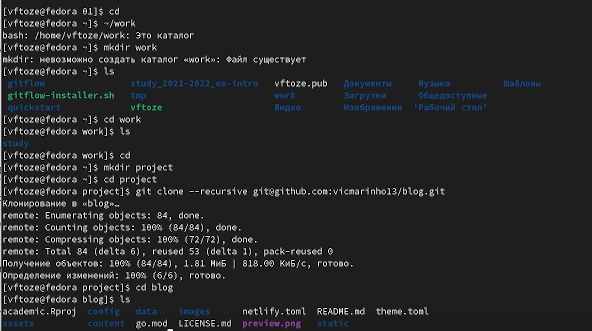 [vftoze@fedora 01]$ cd
[vftoze@fedora ~]$ ~/work
bash: /home/vftoze/work: Это каталог
[vftoze@fedora ~]$ mkdir work
mkdir: невозможно создать каталог «work»: Файл существует
[vftoze@fedora ~]$ ls
gitflow study_2021-2022_os-intro vftoze.pub Документы Музыка Шаблоны
gitflow-installer.sh tmp work Загрузки Общедоступные
quickstart vftoze Видео Изображения 'Рабочий стол'
[vftoze@fedora ~]$ cd work
[vftoze@fedora work]$ ls
study
[vftoze@fedora work]$ cd
[vftoze@fedora ~]$ mkdir project
[vftoze@fedora ~]$ cd project
[vftoze@fedora project]$ git clone --recursive git@github.com:vicmarinho13/blog.git
Клонирование в «blog»…
remote: Enumerating objects: 84, done.
remote: Counting objects: 100% (84/84), done.
remote: Compressing objects: 100% (72/72), done.
remote: Total 84 (delta 6), reused 53 (delta 1), pack-reused 0
Получение объектов: 100% (84/84), 1.81 МиБ | 818.00 КиБ/с, готово.
Определение изменений: 100% (6/6), готово.
[vftoze@fedora project]$ cd blog
[vftoze@fedora blog]$ ls
academic.Rproj config data images netlify.toml README.md theme.toml
assets content go.mod LICENSE.md preview.png static